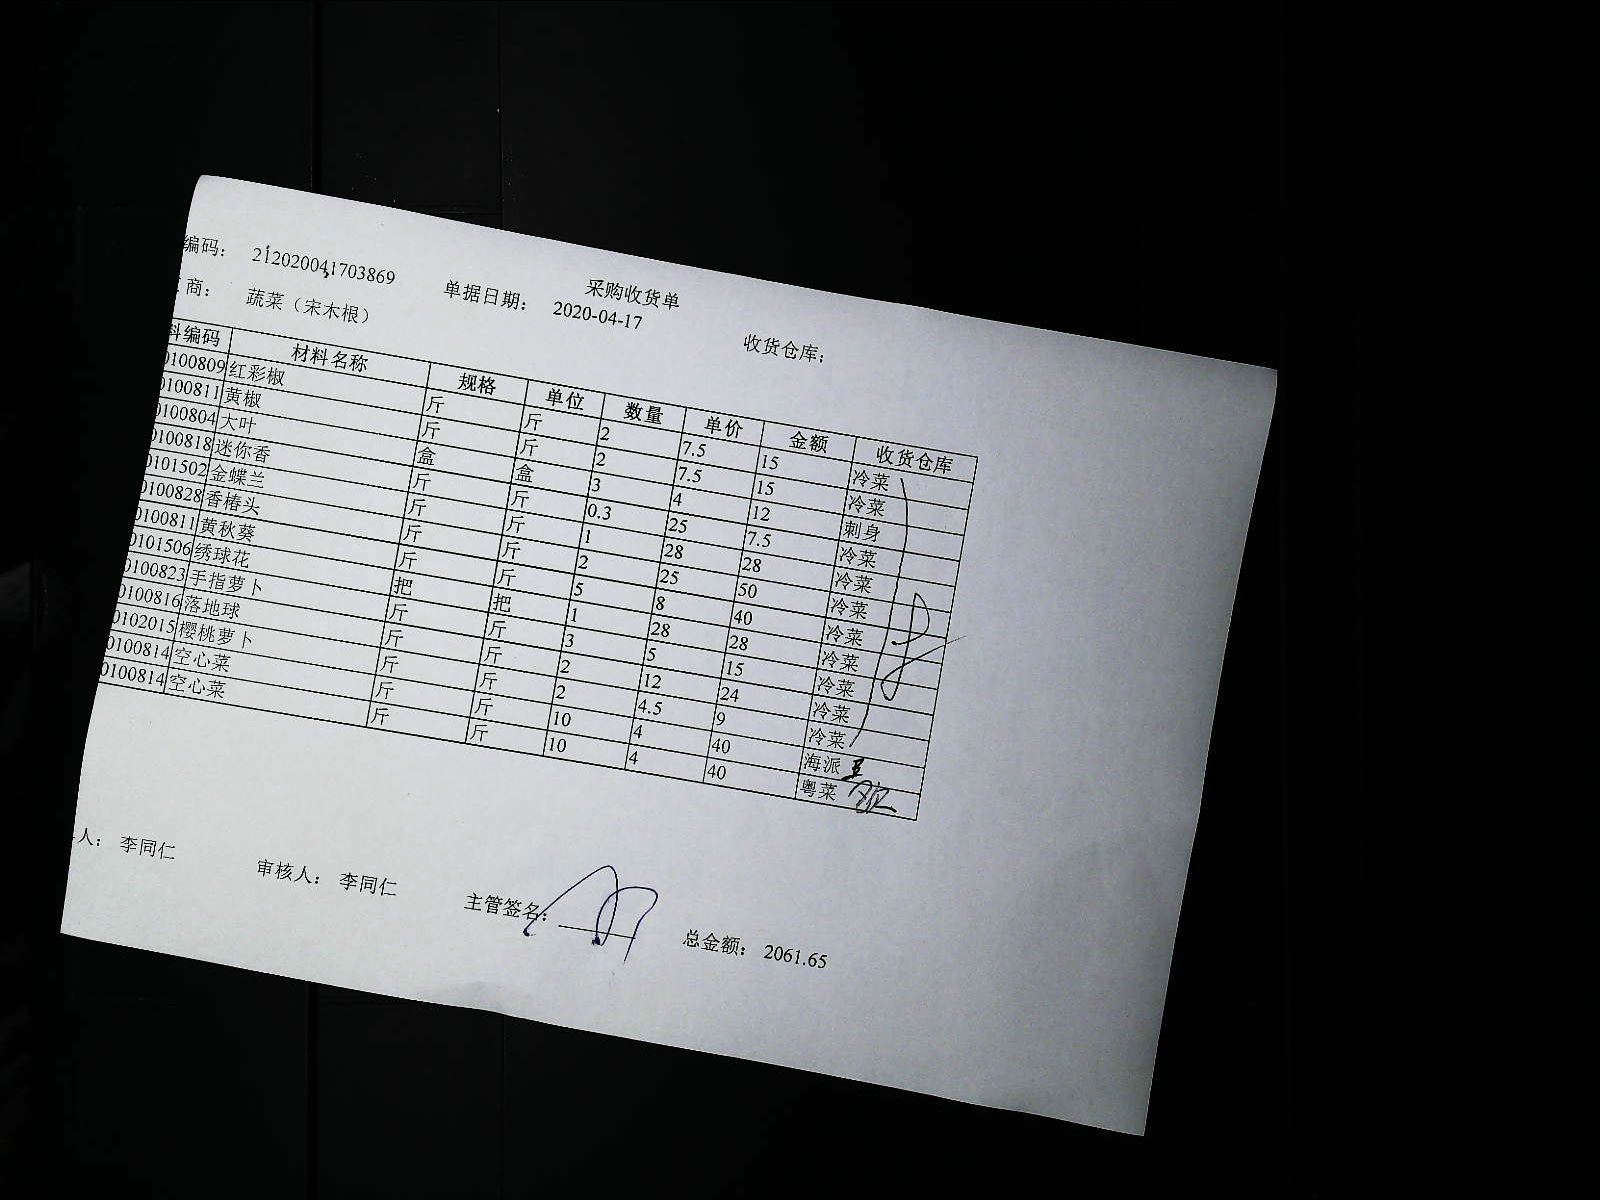 采购收货单
编码： 212020041703869 单据日期： 2020-04-17 收货仓库：
商： 蔬菜（宋木根）
料编码 材料名称 规格 单位 数量 单价 金额 收货仓库
0100809 红彩椒 斤 斤 2 7.5 15 冷菜
0100811 黄椒 斤 斤 2 7.5 15 冷菜
0100804 大叶 盒 盒 3 4 12 刺身
0100818 迷你香 斤 斤 0.3 25 7.5 冷菜
0101502 金蝶兰 斤 斤 1 28 28 冷菜
0100828 香椿头 斤 斤 2 25 50 冷菜
0100811 黄秋葵 斤 斤 5 8 40 冷菜
0101506 绣球花 把 把 1 28 28 冷菜
0100823 手指萝卜 斤 斤 3 5 15 冷菜
0100816 落地球 斤 斤 2 12 24 冷菜
0102015 樱桃萝卜 斤 斤 2 4.5 9 冷菜
0100814 空心菜 斤 斤 10 4 40 海派
0100814 空心菜 斤 斤 10 4 40 粤菜
人： 李同仁 审核人： 李同仁 主管签名： 总金额： 2061.65